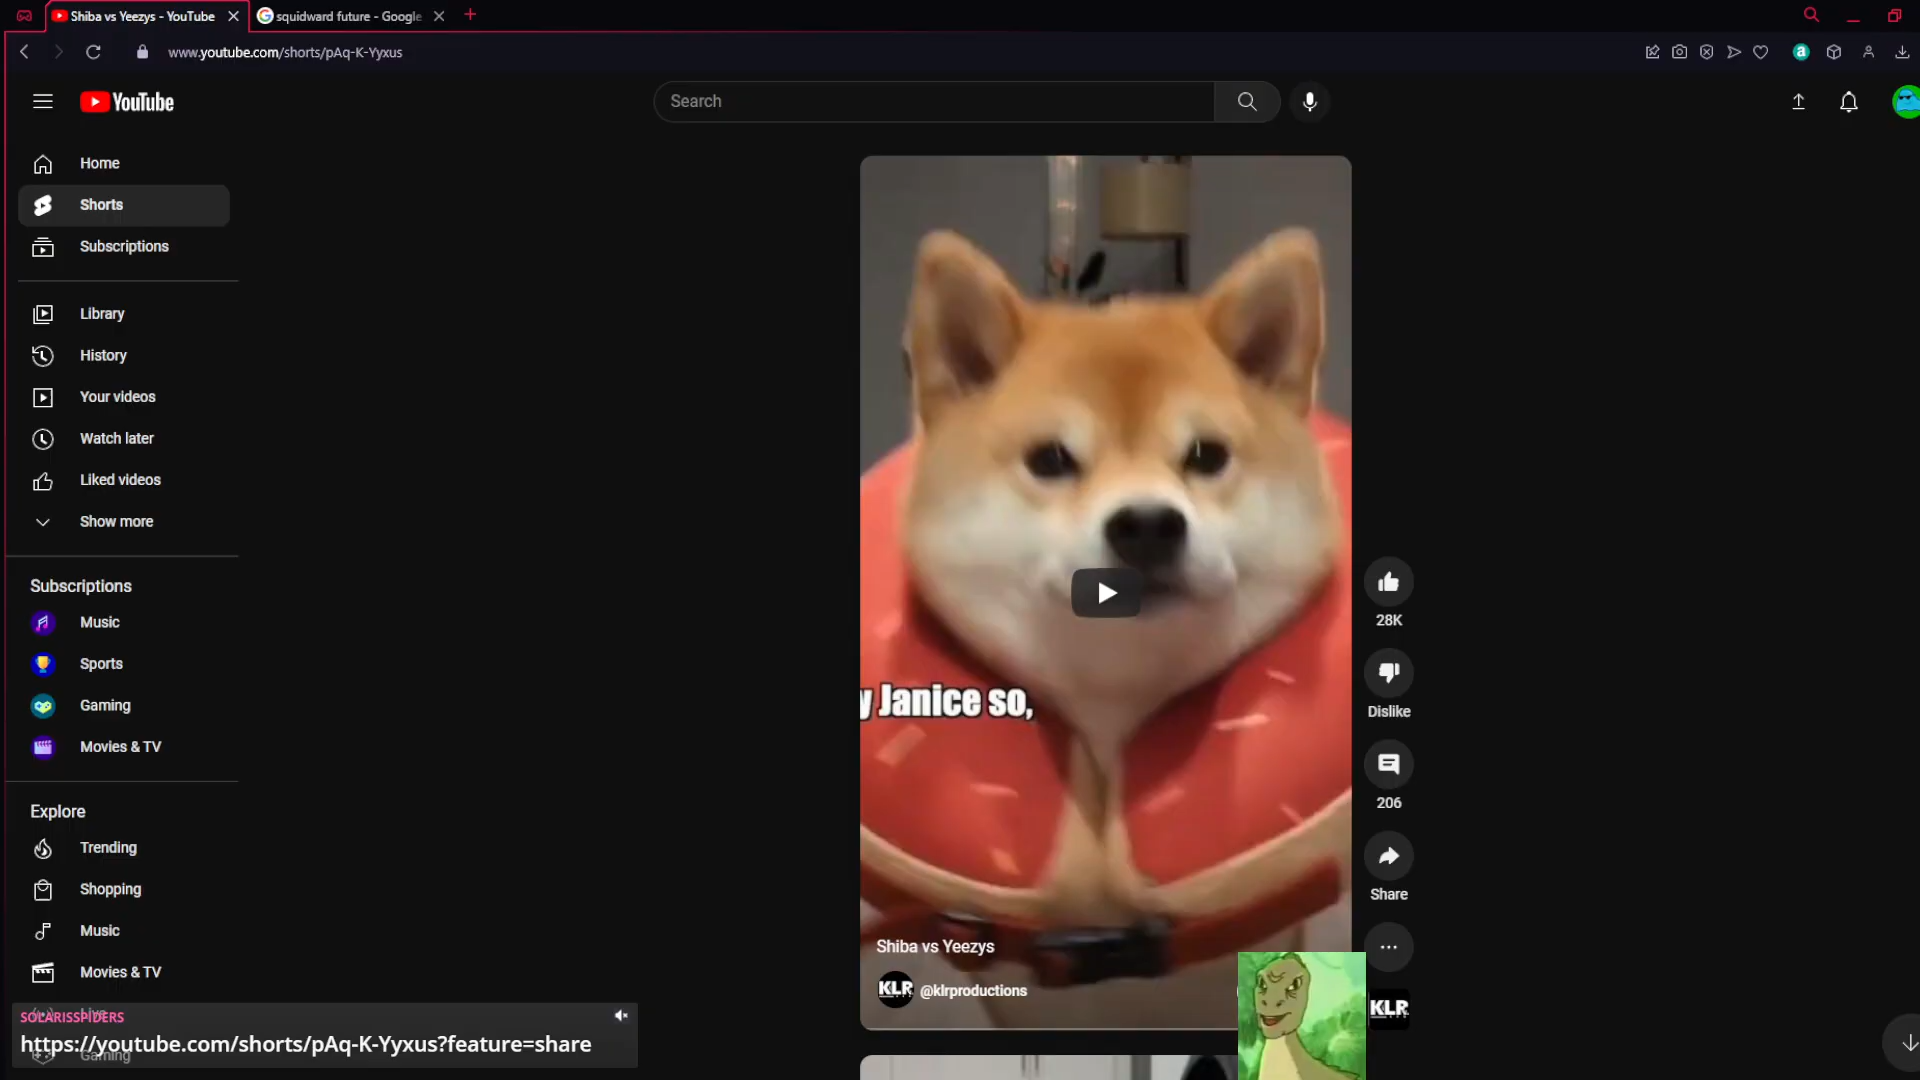 Shiba vs Yeezys - YouTube
squidward future - Google
www.youtube.com/shorts/pAq-K-Yyxus
YouTube
Search
Home
Shorts
Subscriptions
Library
History
Your videos
Watch later
Liked videos
Show more
Subscriptions
Music
Sports
Gaming
Movies & TV
Explore
Trending
Shopping
Music
Movies & TV
Live
Gaming
Janice so,
Shiba vs Yeezys
KLR
@klrproductions
28K
Dislike
206
Share
KLR
SOLARISSPIDERS
https://youtube.com/shorts/pAq-K-Yyxus?feature=share